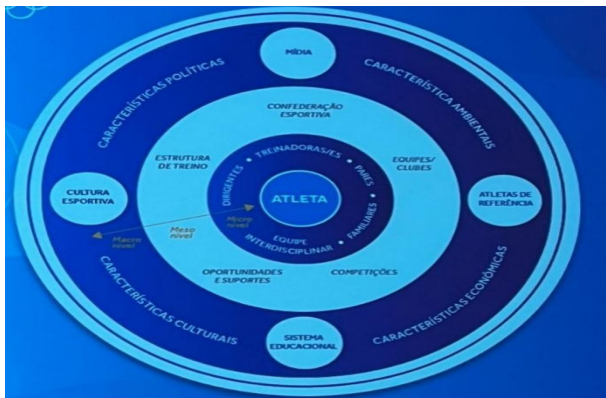 MÍDIA
CARACTERÍSTICAS POLÍTICAS
CARACTERÍSTICA AMBIENTAIS
CONFEDERAÇÃO
ESPORTIVA
ESTRUTURA
DE TREINO
EQUIPES/
CLUBES
DIRIGENTES • TREINADORAS/ES • PARES • FAMILIARES •
EQUIPE
INTERDISCIPLINAR
ATLETA
CULTURA
ESPORTIVA
ATLETAS DE
REFERÊNCIA
Micro
nível
Meso
nível
Macro
nível
OPORTUNIDADES
E SUPORTES
COMPETIÇÕES
CARACTERÍSTICAS CULTURAIS
CARACTERÍSTICAS ECONÔMICAS
SISTEMA
EDUCACIONAL